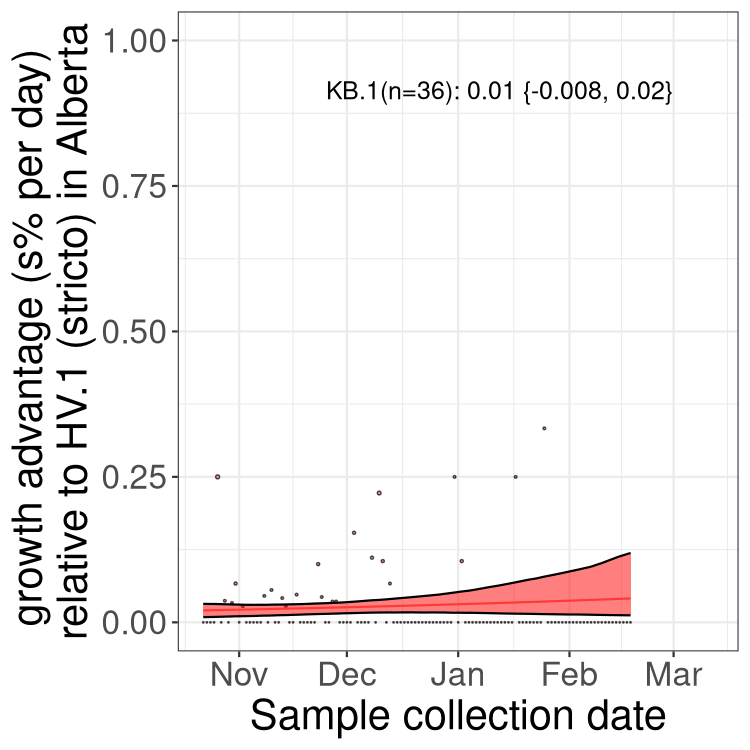 growth advantage (s% per day)
relative to HV.1 (stricto) in Alberta
1.00
KB.1(n=36): 0.01 {-0.008, 0.02}
0.75
0.50
0.25
0.00
Nov Dec Jan Feb Mar
Sample collection date